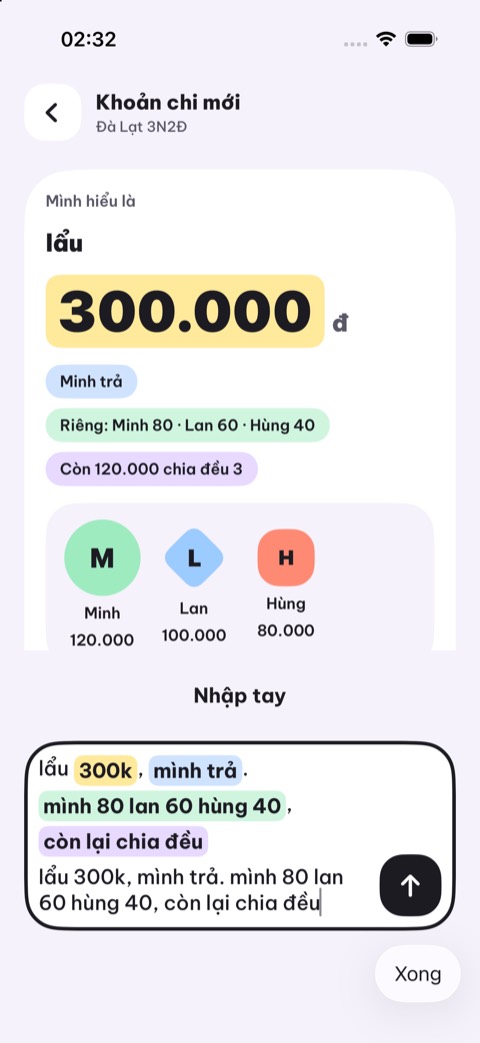 02:32
Khoản chi mới
Đà Lạt 3N2Đ
Mình hiểu là
lẩu
300.000 đ
Minh trả
Riêng: Minh 80 · Lan 60 · Hùng 40
Còn 120.000 chia đều 3
M L H
Minh Lan Hùng
120.000 100.000 80.000
Nhập tay
lẩu 300k, mình trả.
mình 80 lan 60 hùng 40,
còn lại chia đều
lẩu 300k, mình trả. mình 80 lan
60 hùng 40, còn lại chia đều
Xong